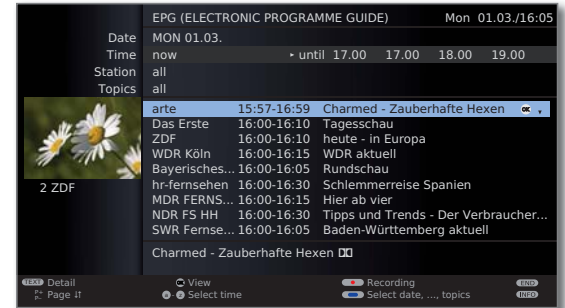 EPG (ELECTRONIC PROGRAMME GUIDE) Mon 01.03./16:05
Date MON 01.03.
Time now ▸ until 17.00 17.00 18.00 19.00
Station all
Topics all
arte 15:57-16:59 Charmed - Zauberhafte Hexen OK
Das Erste 16:00-16:10 Tagesschau
ZDF 16:00-16:10 heute - in Europa
WDR Köln 16:00-16:15 WDR aktuell
Bayerisches... 16:00-16:05 Rundschau
hr-fernsehen 16:00-16:30 Schlemmerreise Spanien
MDR FERNS... 16:00-16:15 Hier ab vier
NDR FS HH 16:00-16:30 Tipps und Trends - Der Verbraucher...
SWR Fernse... 16:00-16:05 Baden-Württemberg aktuell
2 ZDF
Charmed - Zauberhafte Hexen
TEXT Detail OK View Recording END
P+ P- Page Select time Select date, ..., topics INFO